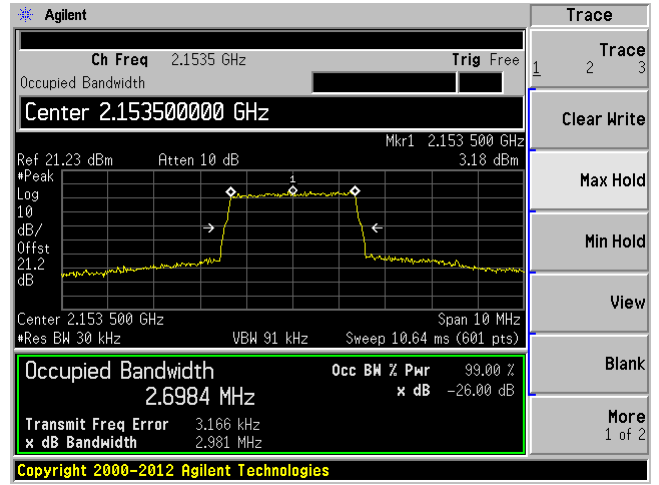 Agilent
Trace
Ch Freq 2.1535 GHz Trig Free
Occupied Bandwidth
Center 2.153500000 GHz
Mkr1 2.153 500 GHz
Ref 21.23 dBm Atten 10 dB 3.18 dBm
#Peak
Log
10
dB/
Offst
21.2
dB
1
Center 2.153 500 GHz Span 10 MHz
#Res BW 30 kHz VBW 91 kHz Sweep 10.64 ms (601 pts)
Occupied Bandwidth
2.6984 MHz
Occ BW % Pwr 99.00 %
x dB -26.00 dB
Transmit Freq Error 3.166 kHz
x dB Bandwidth 2.981 MHz
Copyright 2000-2012 Agilent Technologies
Trace
1 2 3
Clear Write
Max Hold
Min Hold
View
Blank
More
1 of 2